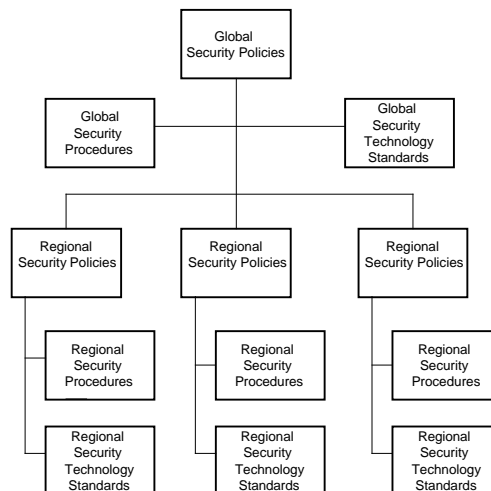 Global
Security Policies
Global
Security
Procedures
Global
Security
Technology
Standards
Regional
Security Policies
Regional
Security Policies
Regional
Security Policies
Regional
Security
Procedures
Regional
Security
Procedures
Regional
Security
Procedures
Regional
Security
Technology
Standards
Regional
Security
Technology
Standards
Regional
Security
Technology
Standards